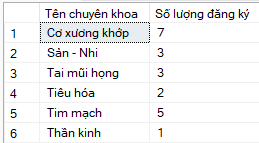 Tên chuyên khoa Số lượng đăng ký
1 Cơ xương khớp 7
2 Sản - Nhi 3
3 Tai mũi họng 3
4 Tiêu hóa 2
5 Tim mạch 5
6 Thần kinh 1